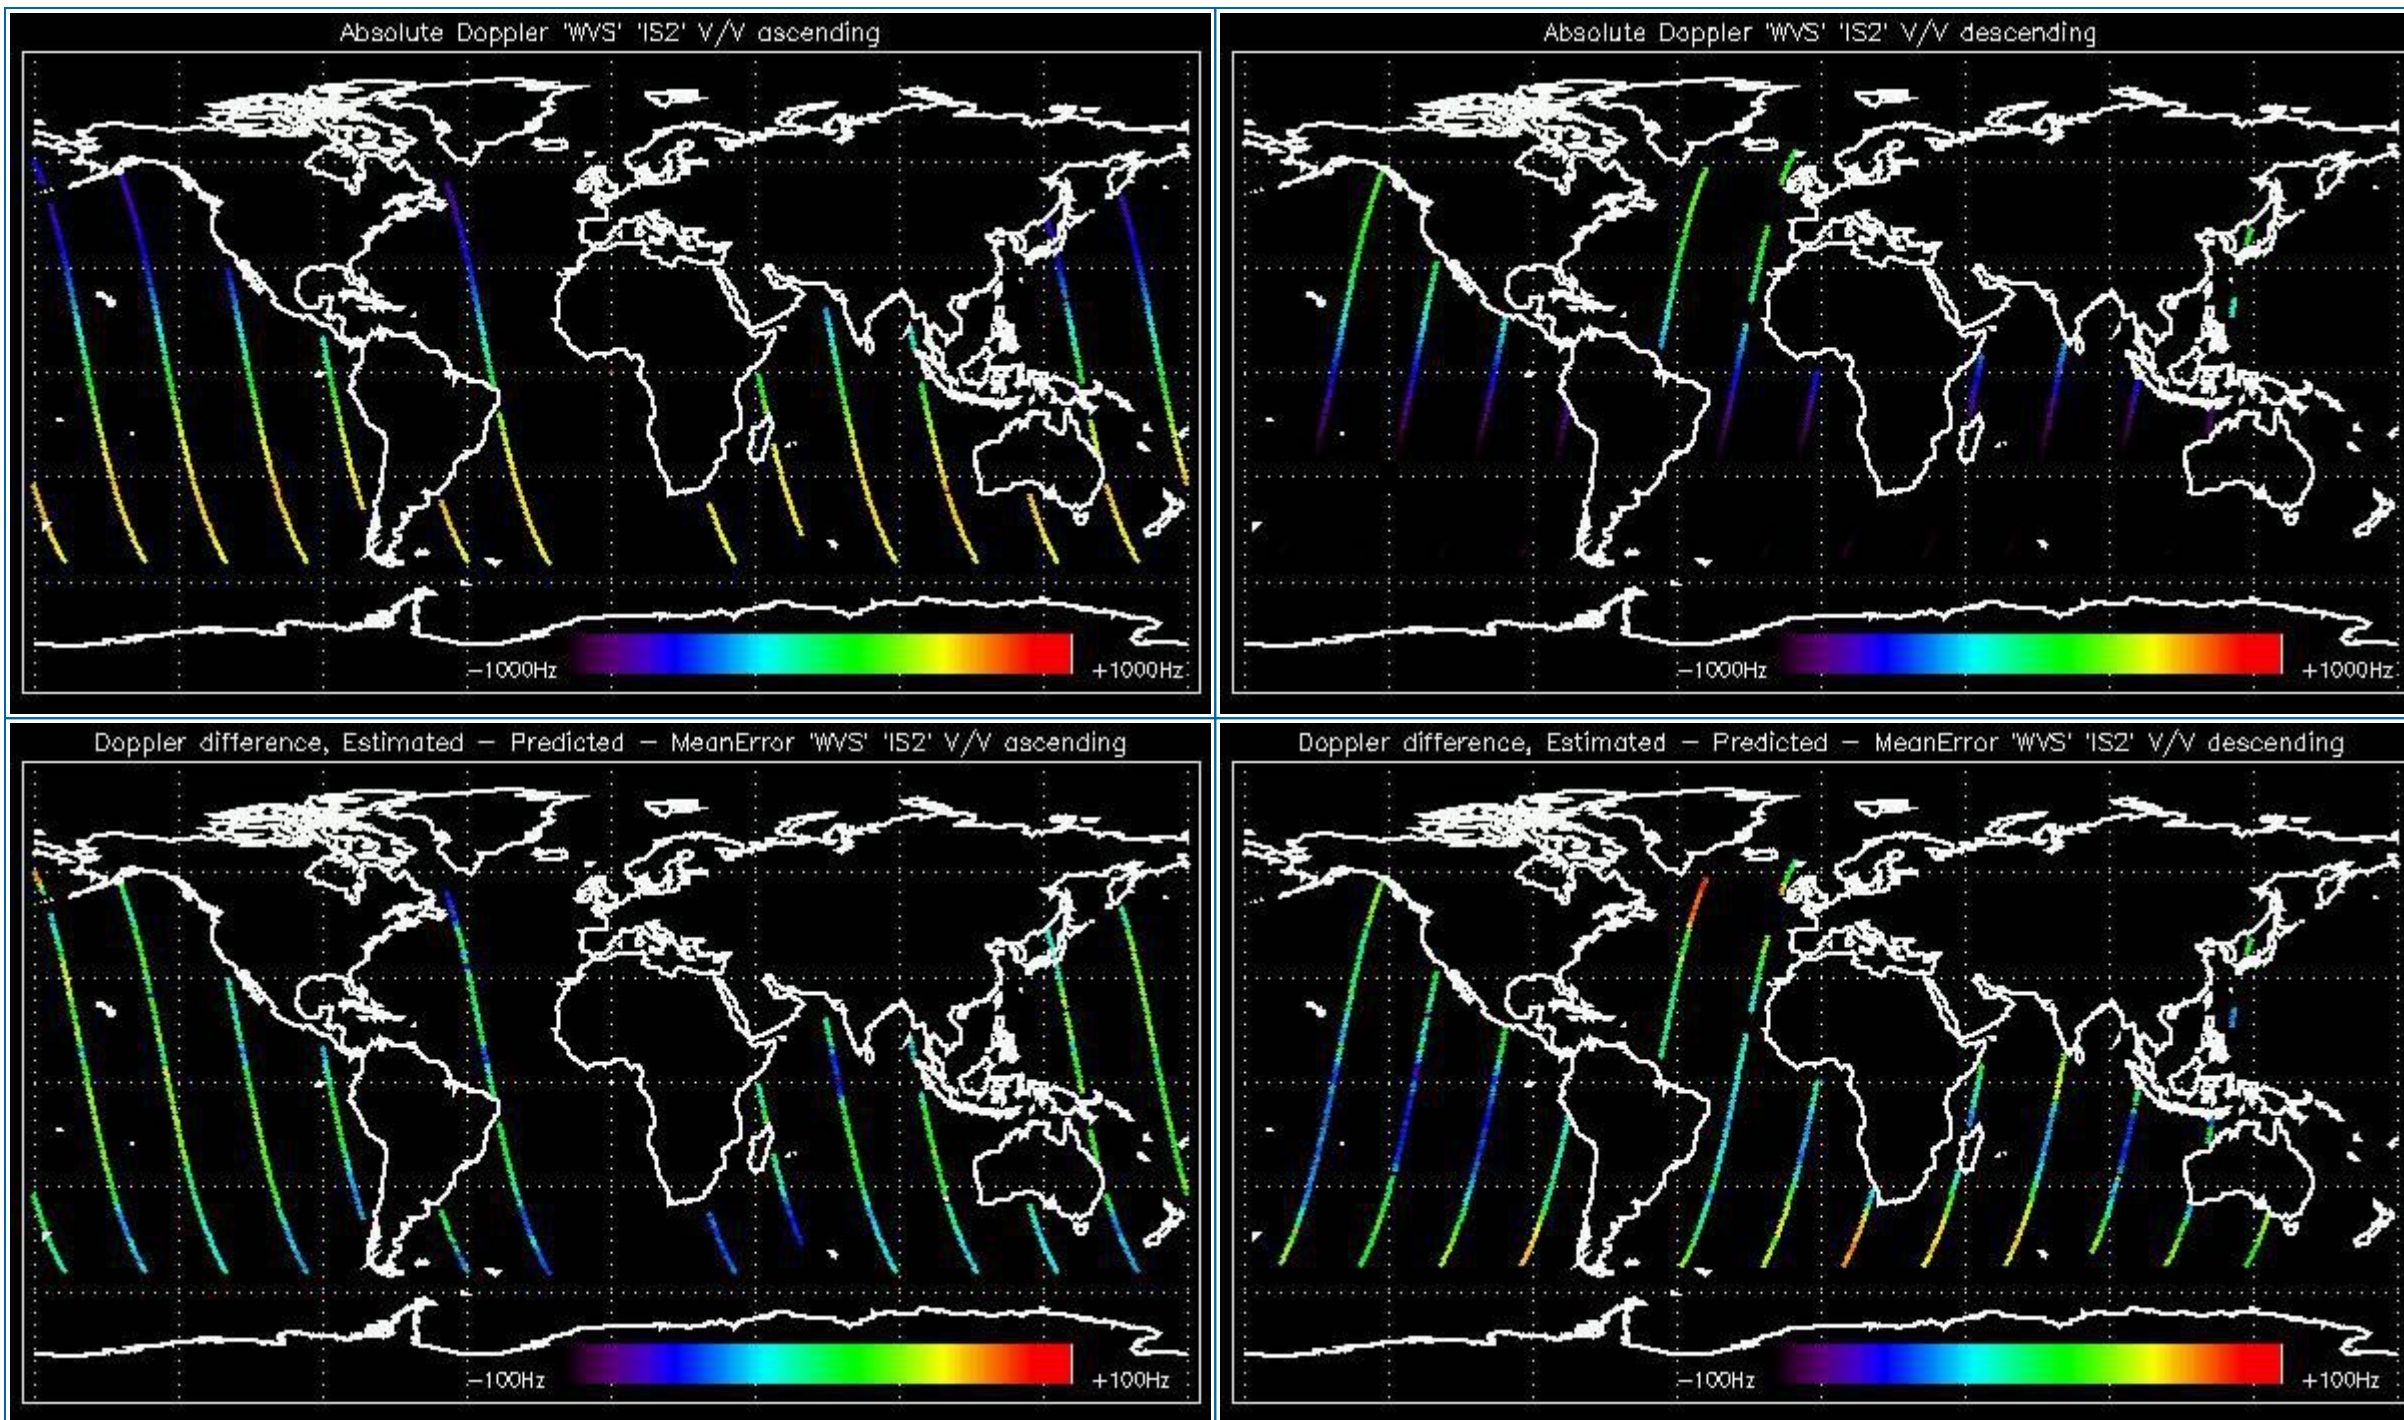 Absolute Doppler 'WVS' 'IS2' V/V ascending
-1000Hz +1000Hz
Absolute Doppler 'WVS' 'IS2' V/V descending
-1000Hz +1000Hz
Doppler difference, Estimated - Predicted - MeanError 'WVS' 'IS2' V/V ascending
-100Hz +100Hz
Doppler difference, Estimated - Predicted - MeanError 'WVS' 'IS2' V/V descending
-100Hz +100Hz